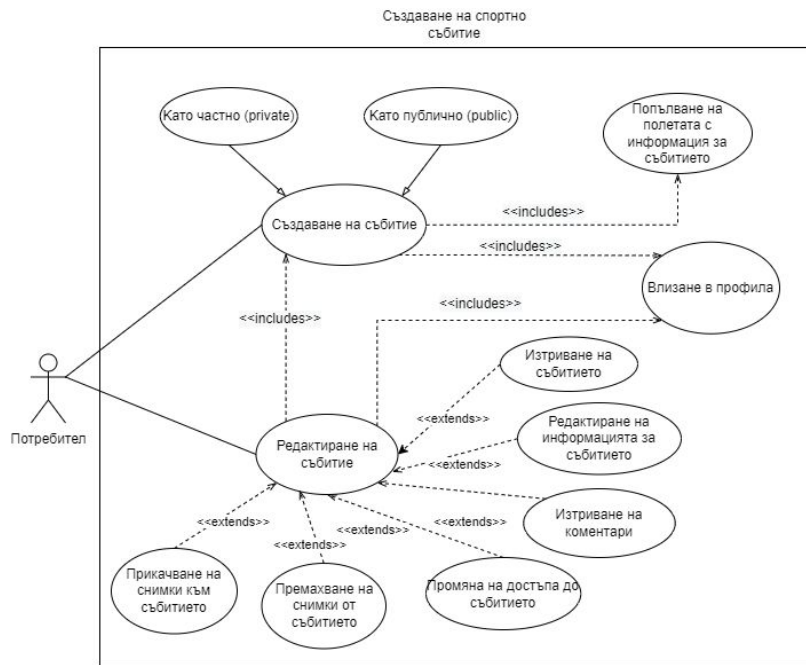 Създаване на спортно
събитие
Като частно (private)
Като публично (public)
Попълване на
полетата с
информация за
събитието
<<includes>>
Създаване на събитие
<<includes>>
Влизане в профила
<<includes>>
<<includes>>
Изтриване на
събитието
Потребител
<<extends>>
Редактиране на
информацията за
събитието
Редактиране на
събитие
<<extends>>
<<extends>>
<<extends>>
<<extends>>
Изтриване на
коментари
<<extends>>
<<extends>>
Прикачване на
снимки към
събитието
Премахване на
снимки от
събитието
Промяна на достъпа до
събитието